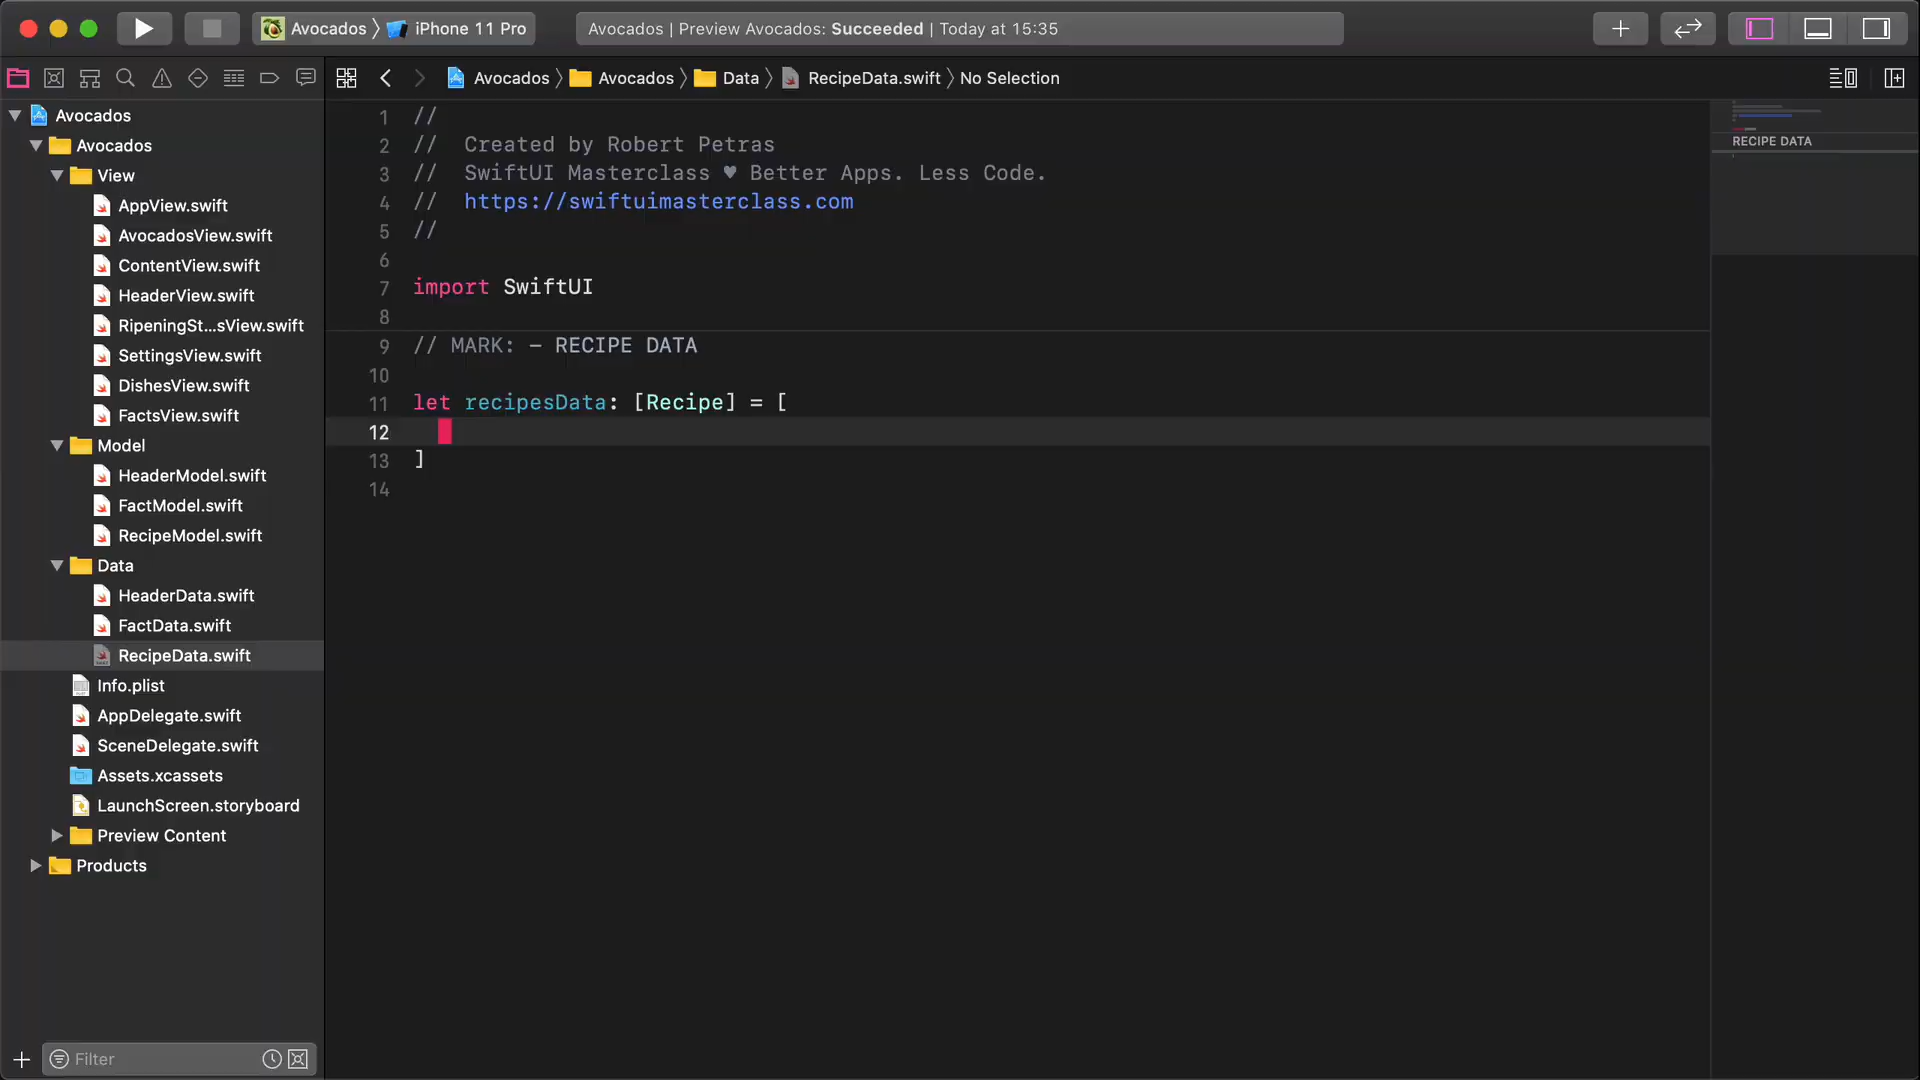 Avocados 〉 iPhone 11 Pro
Avocados | Preview Avocados: Succeeded | Today at 15:35
Avocados 〉 Avocados 〉 Data 〉 RecipeData.swift 〉 No Selection
Avocados
Avocados
View
AppView.swift
AvocadosView.swift
ContentView.swift
HeaderView.swift
RipeningSt...sView.swift
SettingsView.swift
DishesView.swift
FactsView.swift
Model
HeaderModel.swift
FactModel.swift
RecipeModel.swift
Data
HeaderData.swift
FactData.swift
RecipeData.swift
Info.plist
AppDelegate.swift
SceneDelegate.swift
Assets.xcassets
LaunchScreen.storyboard
Preview Content
Products
Filter
1 //
2 //  Created by Robert Petras
3 //  SwiftUI Masterclass ♥ Better Apps. Less Code.
4 //  https://swiftuimasterclass.com
5 //
6
7 import SwiftUI
8
9 // MARK: - RECIPE DATA
10
11 let recipesData: [Recipe] = [
12
13 ]
14
RECIPE DATA